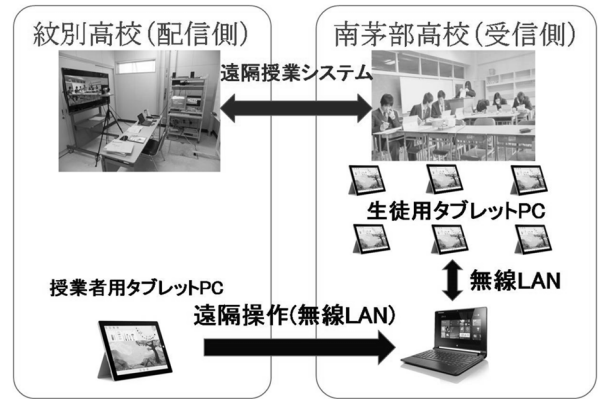 紋別高校(配信側)
南茅部高校(受信側)
遠隔授業システム
生徒用タブレットPC
無線LAN
授業者用タブレットPC
遠隔操作(無線LAN)